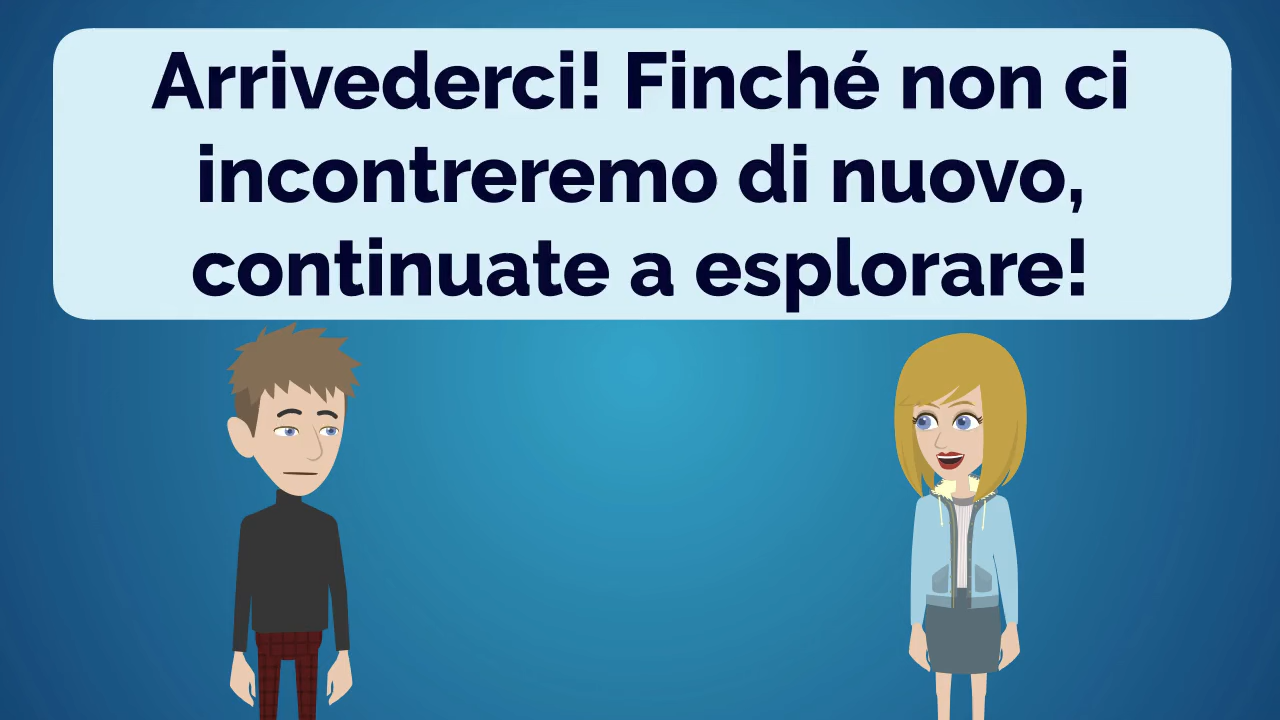 Arrivederci! Finché non ci
incontreremo di nuovo,
continuate a esplorare!